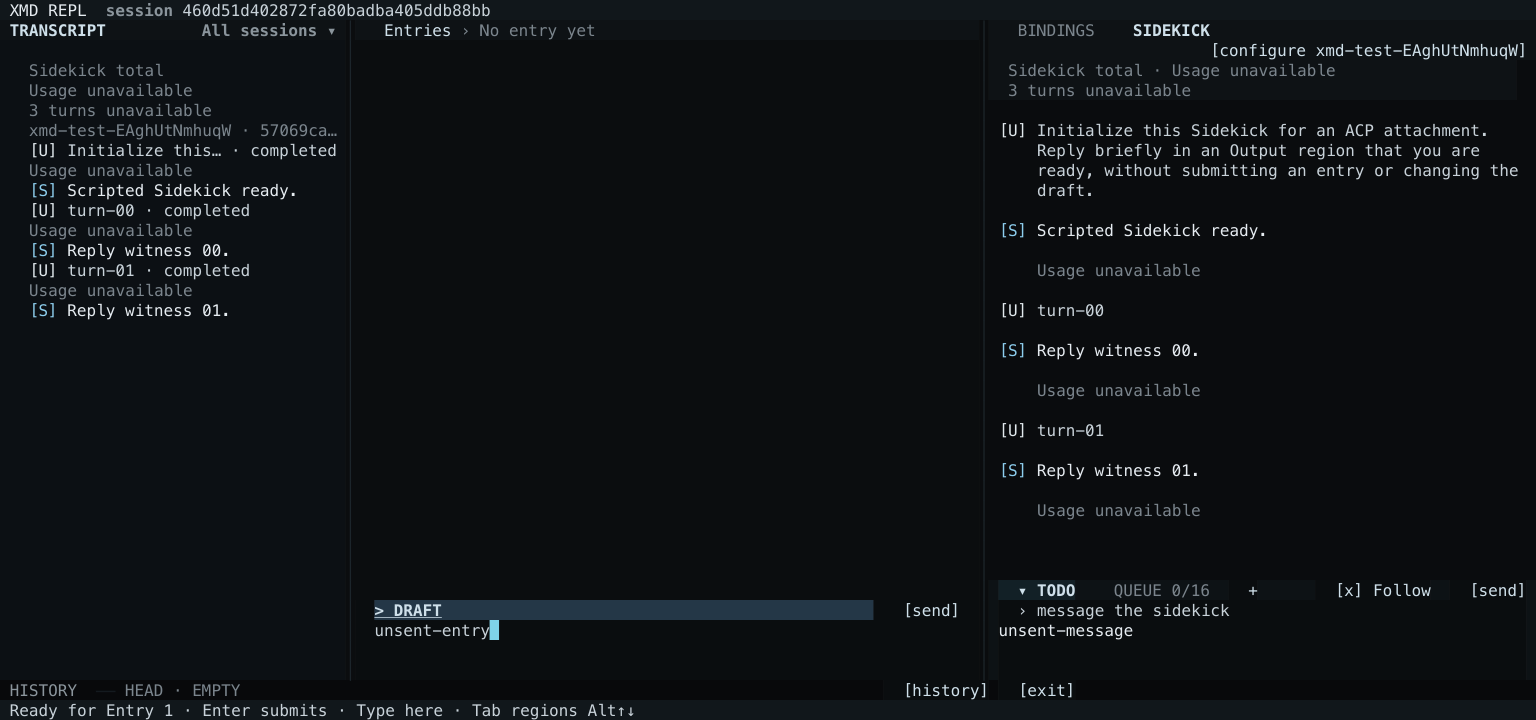 XMD REPL  session 460d51d402872fa80badba405ddb88bb
TRANSCRIPT  All sessions ▾
Sidekick total
Usage unavailable
3 turns unavailable
xmd-test-EAghUtNmhuqW · 57069ca…
[U] Initialize this… · completed
Usage unavailable
[S] Scripted Sidekick ready.
[U] turn-00 · completed
Usage unavailable
[S] Reply witness 00.
[U] turn-01 · completed
Usage unavailable
[S] Reply witness 01.
Entries › No entry yet
> DRAFT  [send]
unsent-entry
BINDINGS  SIDEKICK
[configure xmd-test-EAghUtNmhuqW]
Sidekick total · Usage unavailable
3 turns unavailable
[U] Initialize this Sidekick for an ACP attachment.
Reply briefly in an Output region that you are
ready, without submitting an entry or changing the
draft.
[S] Scripted Sidekick ready.
Usage unavailable
[U] turn-00
[S] Reply witness 00.
Usage unavailable
[U] turn-01
[S] Reply witness 01.
Usage unavailable
▾ TODO  QUEUE 0/16  +  [x] Follow  [send]
› message the sidekick
unsent-message
HISTORY  —— HEAD · EMPTY  [history]  [exit]
Ready for Entry 1 · Enter submits · Type here · Tab regions Alt↑↓